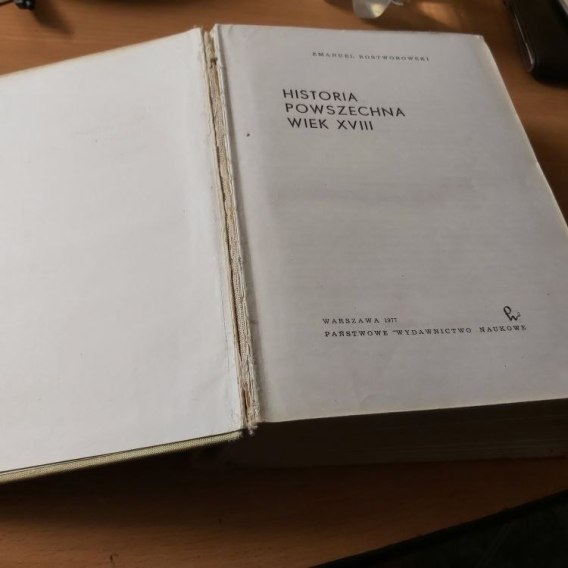 EMANUEL ROSTWOROWSKI
HISTORIA
POWSZECHNA
WIEK XVIII
WARSZAWA 1977
PAŃSTWOWE WYDAWNICTWO NAUKOWE